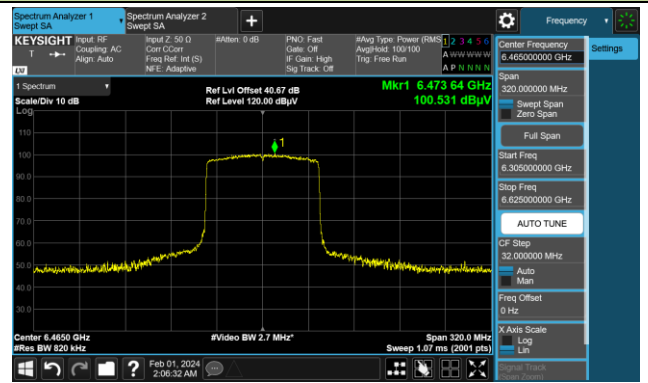 Spectrum Analyzer 1
Swept SA
Spectrum Analyzer 2
Swept SA
+
Frequency
KEYSIGHT
Input: RF
Coupling: AC
Align: Auto
Input Z: 50 Ω
Corr CCorr
Freq Ref: Int (S)
NFE: Adaptive
#Atten: 0 dB
PNO: Fast
Gate: Off
IF Gain: High
Sig Track: Off
#Avg Type: Power (RMS
Avg|Hold: 100/100
Trig: Free Run
1 2 3 4 5 6
A W W W W W
A P N N N N
LXI
1 Spectrum
Scale/Div 10 dB
Log
Ref Lvl Offset 40.67 dB
Ref Level 120.00 dBµV
Mkr1 6.473 64 GHz
100.531 dBµV
1
110
100
90.0
80.0
70.0
60.0
50.0
40.0
30.0
Center 6.4650 GHz
#Res BW 820 kHz
#Video BW 2.7 MHz*
Span 320.0 MHz
Sweep 1.07 ms (2001 pts)
Feb 01, 2024
2:06:32 AM
Center Frequency
6.465000000 GHz
Settings
Span
320.000000 MHz
Swept Span
Zero Span
Full Span
Start Freq
6.305000000 GHz
Stop Freq
6.625000000 GHz
AUTO TUNE
CF Step
32.000000 MHz
Auto
Man
Freq Offset
0 Hz
X Axis Scale
Log
Lin
Signal Track
(Span Zoom)